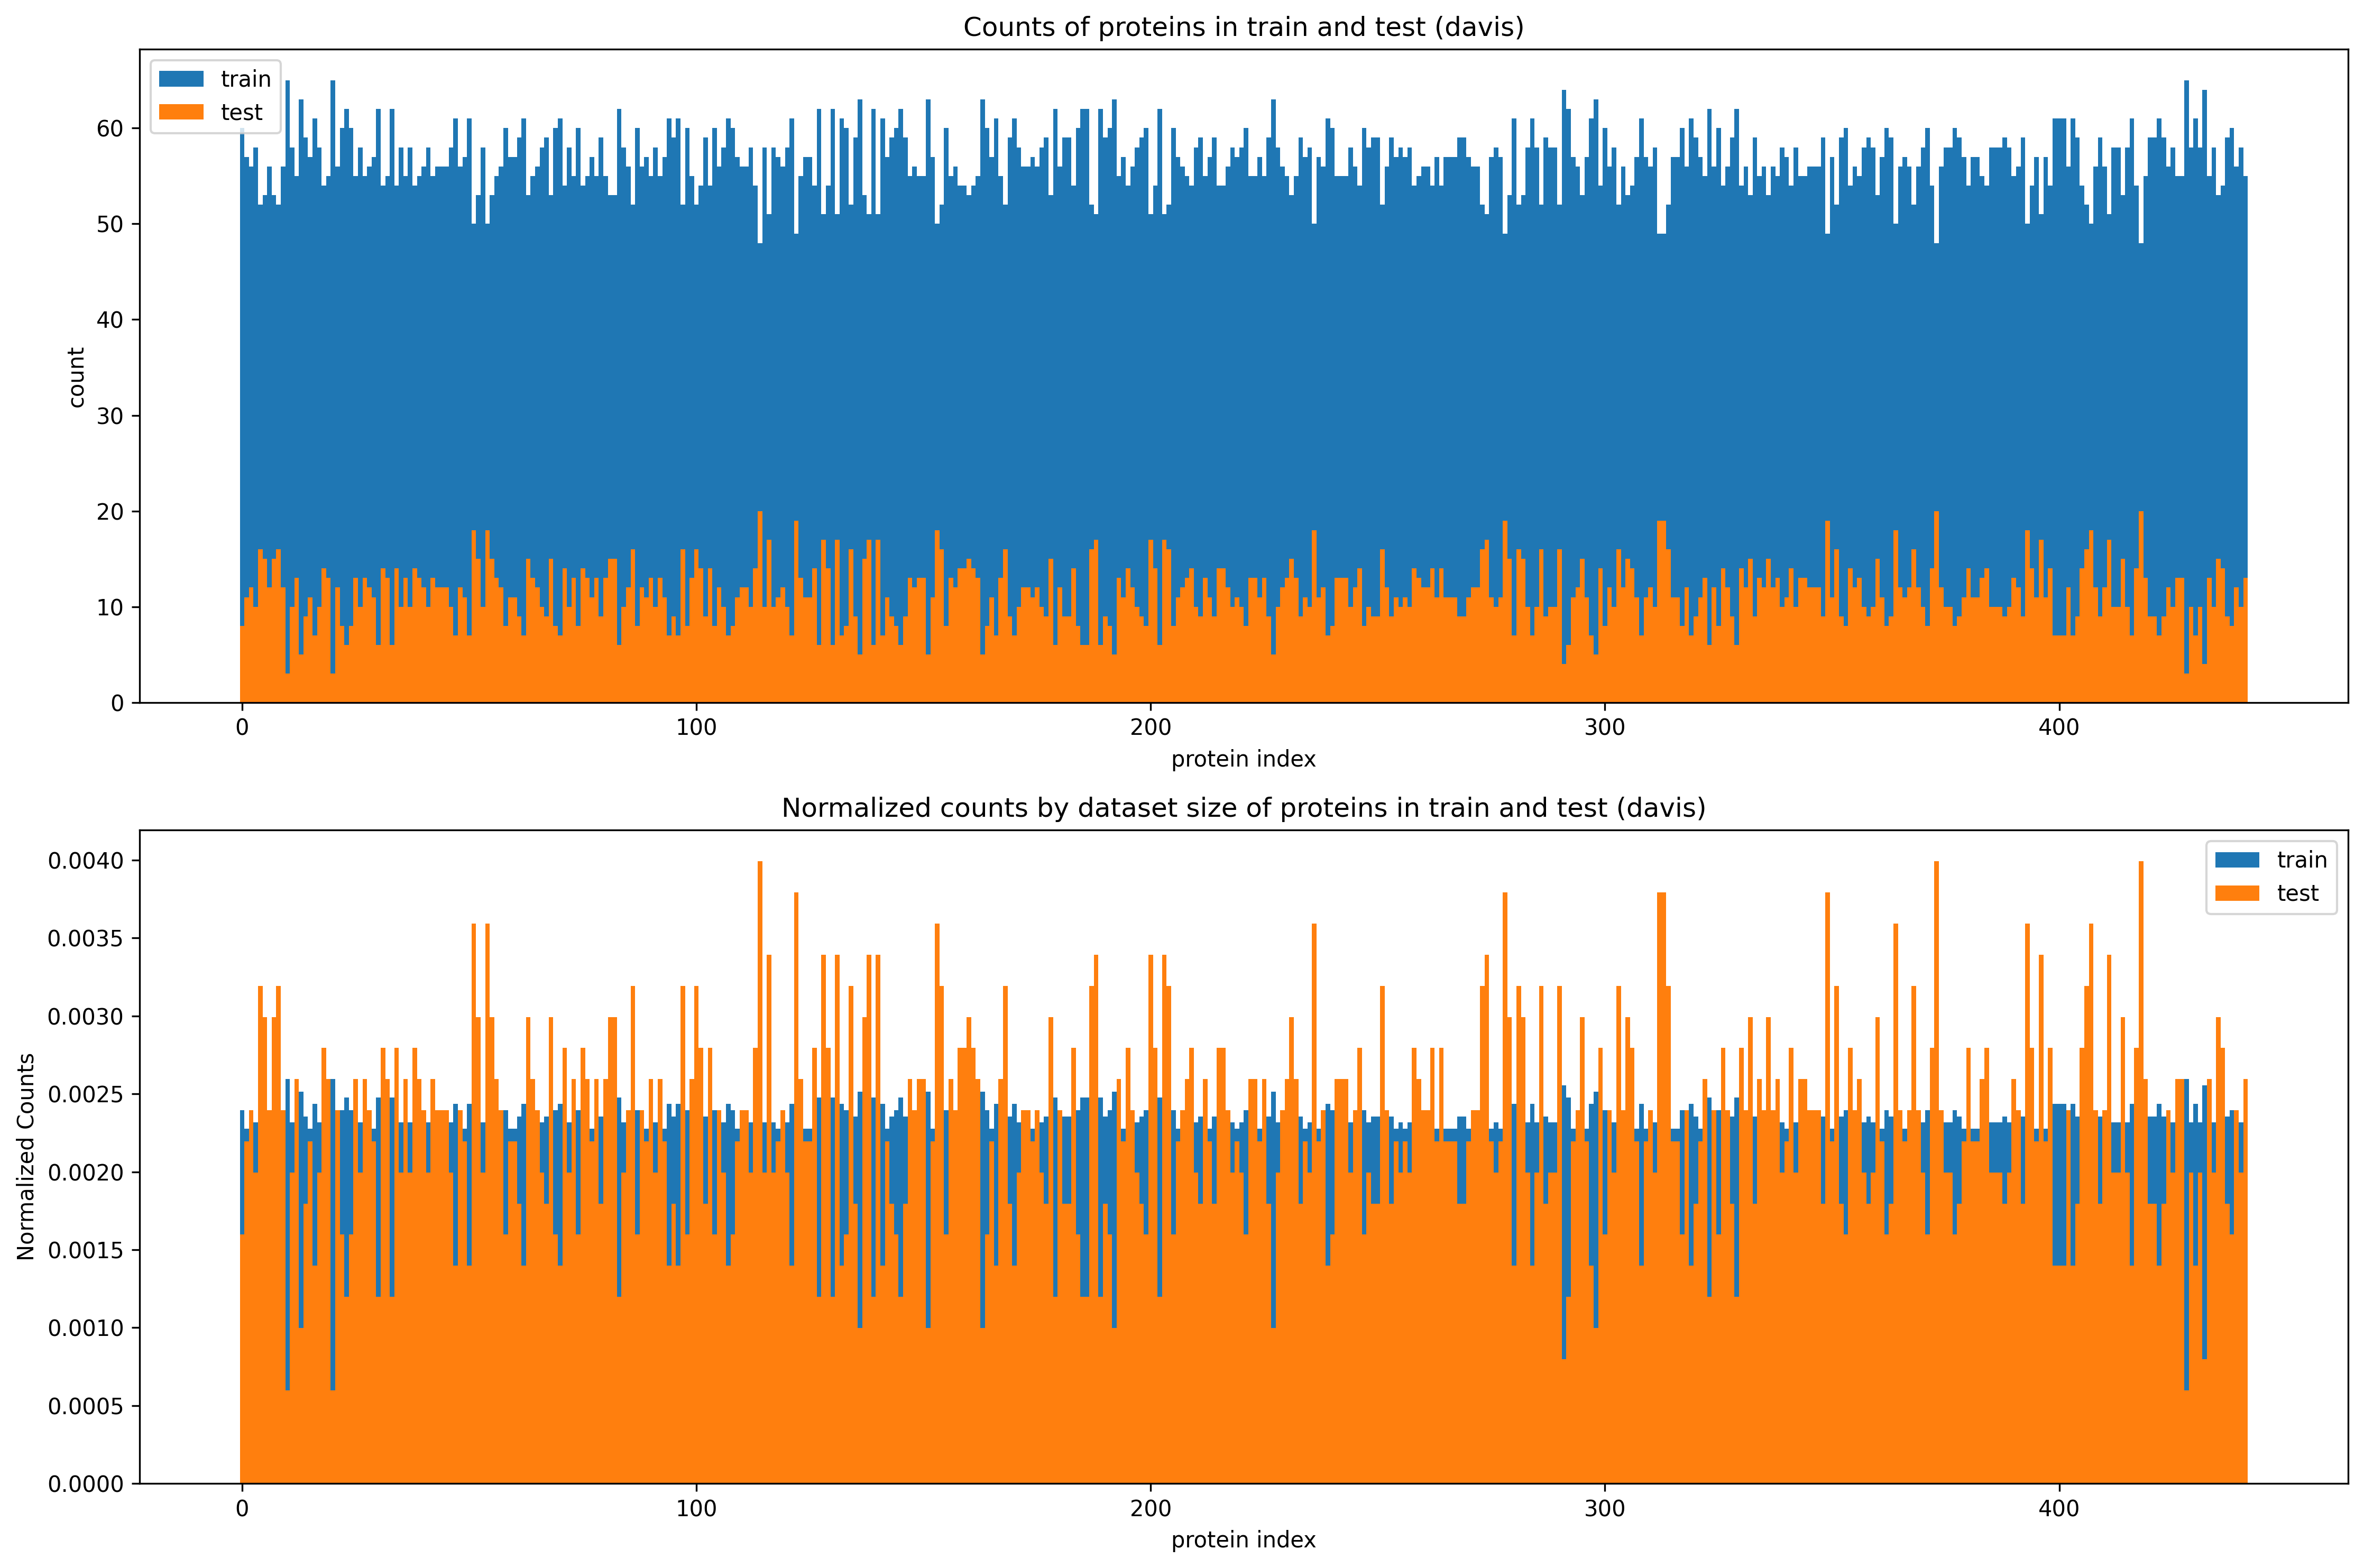 Counts of proteins in train and test (davis)
train
test
60
50
40
30
20
10
0
count
0 100 200 300 400
protein index
Normalized counts by dataset size of proteins in train and test (davis)
train
test
0.0040
0.0035
0.0030
0.0025
0.0020
0.0015
0.0010
0.0005
0.0000
Normalized Counts
0 100 200 300 400
protein index